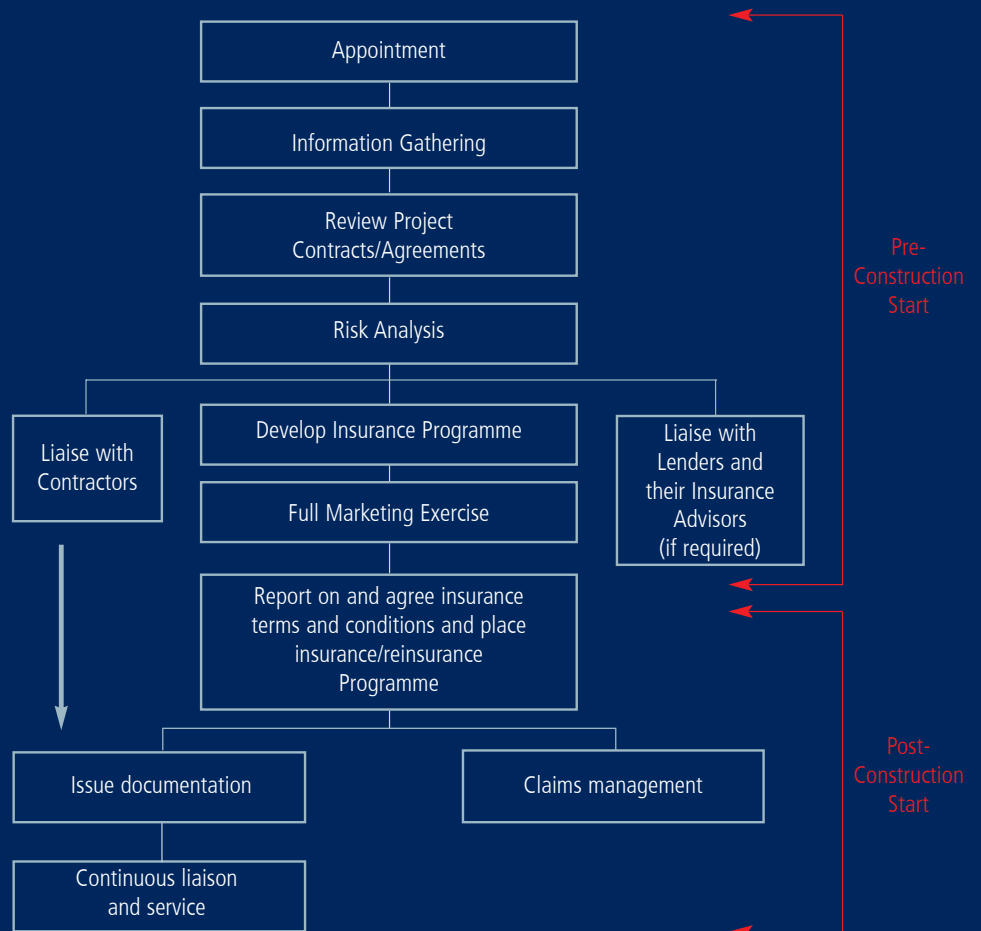 Appointment
Information Gathering
Review Project
Contracts/Agreements
Pre-
Construction
Start
Risk Analysis
Liaise with
Contractors
Develop Insurance Programme
Full Marketing Exercise
Liaise with
Lenders and
their Insurance
Advisors
(if required)
Report on and agree insurance
terms and conditions and place
insurance/reinsurance
Programme
Issue documentation
Claims management
Post-
Construction
Start
Continuous liaison
and service